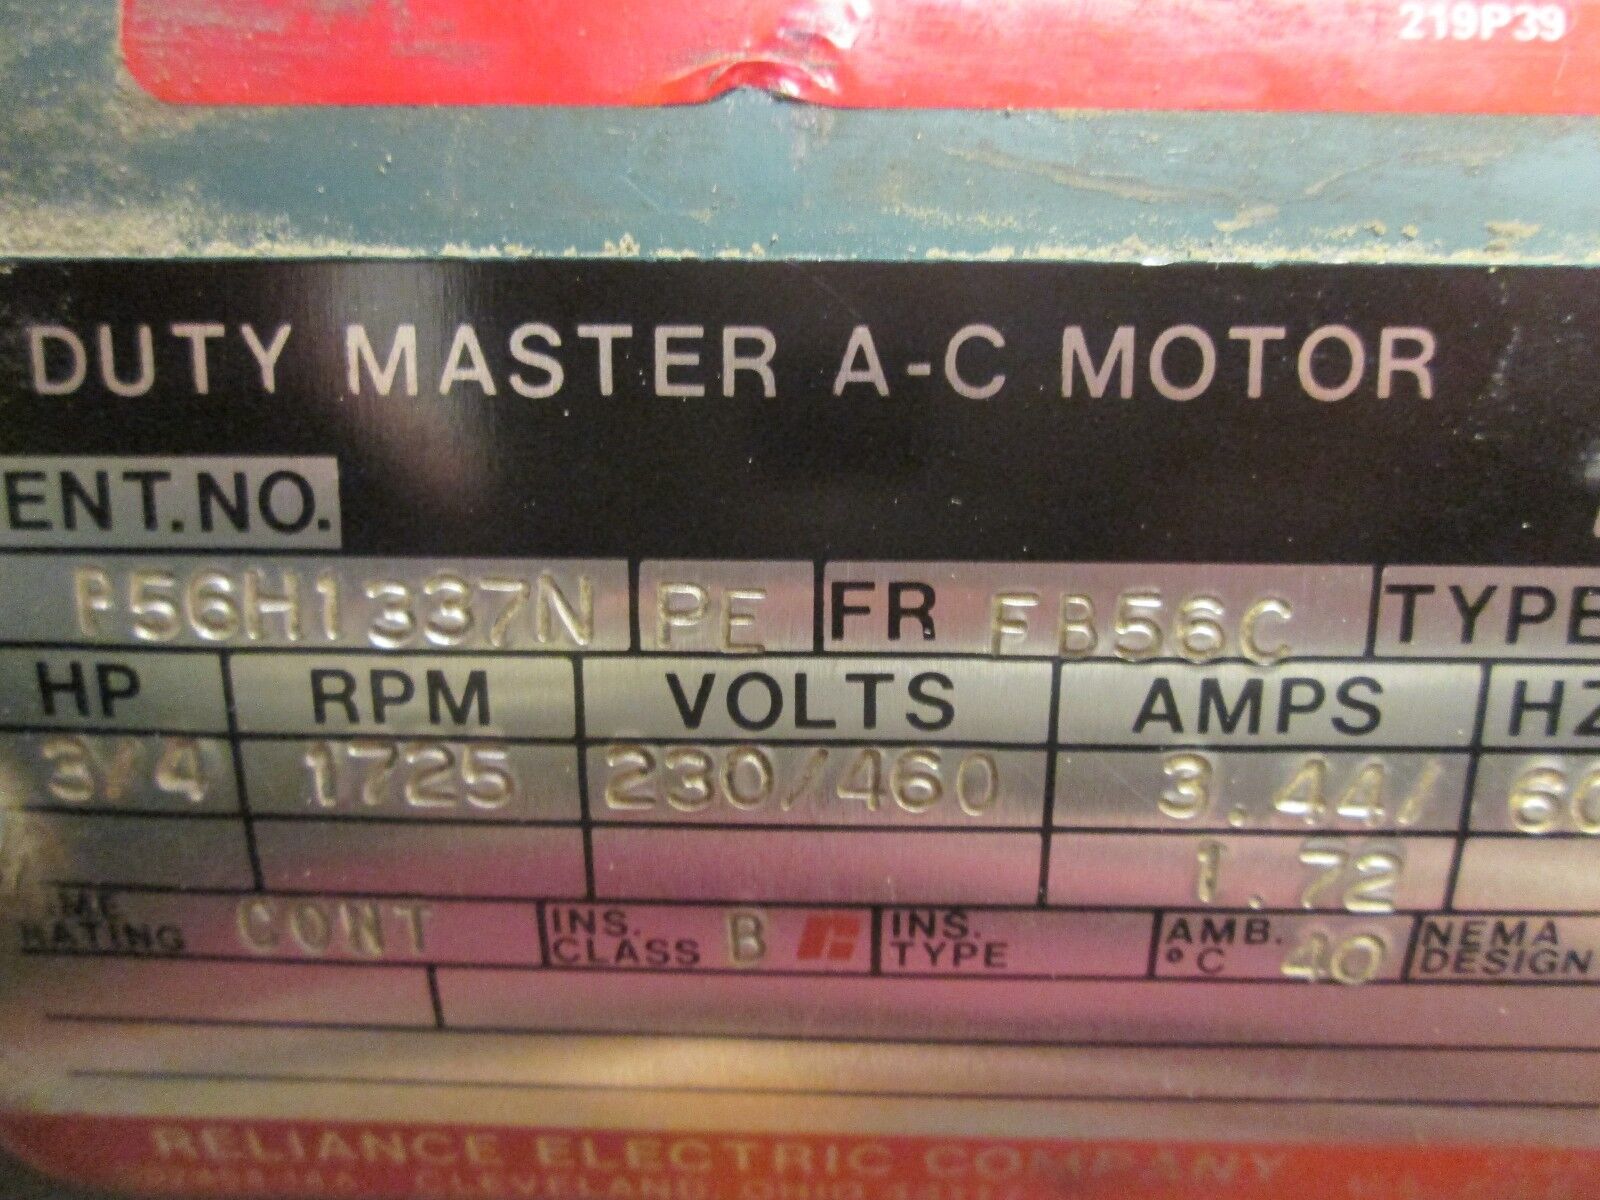 219P39
DUTY MASTER A-C MOTOR
ENT.NO.
P56H1337N PE FR FB56C TYPE
HP RPM VOLTS AMPS HZ
3/4 1725 230/460 3.44/ 60
1.72
RATING CONT INS. CLASS B INS. TYPE AMB. °C 40 NEMA DESIGN
RELIANCE ELECTRIC COMPANY
CLEVELAND, OHIO